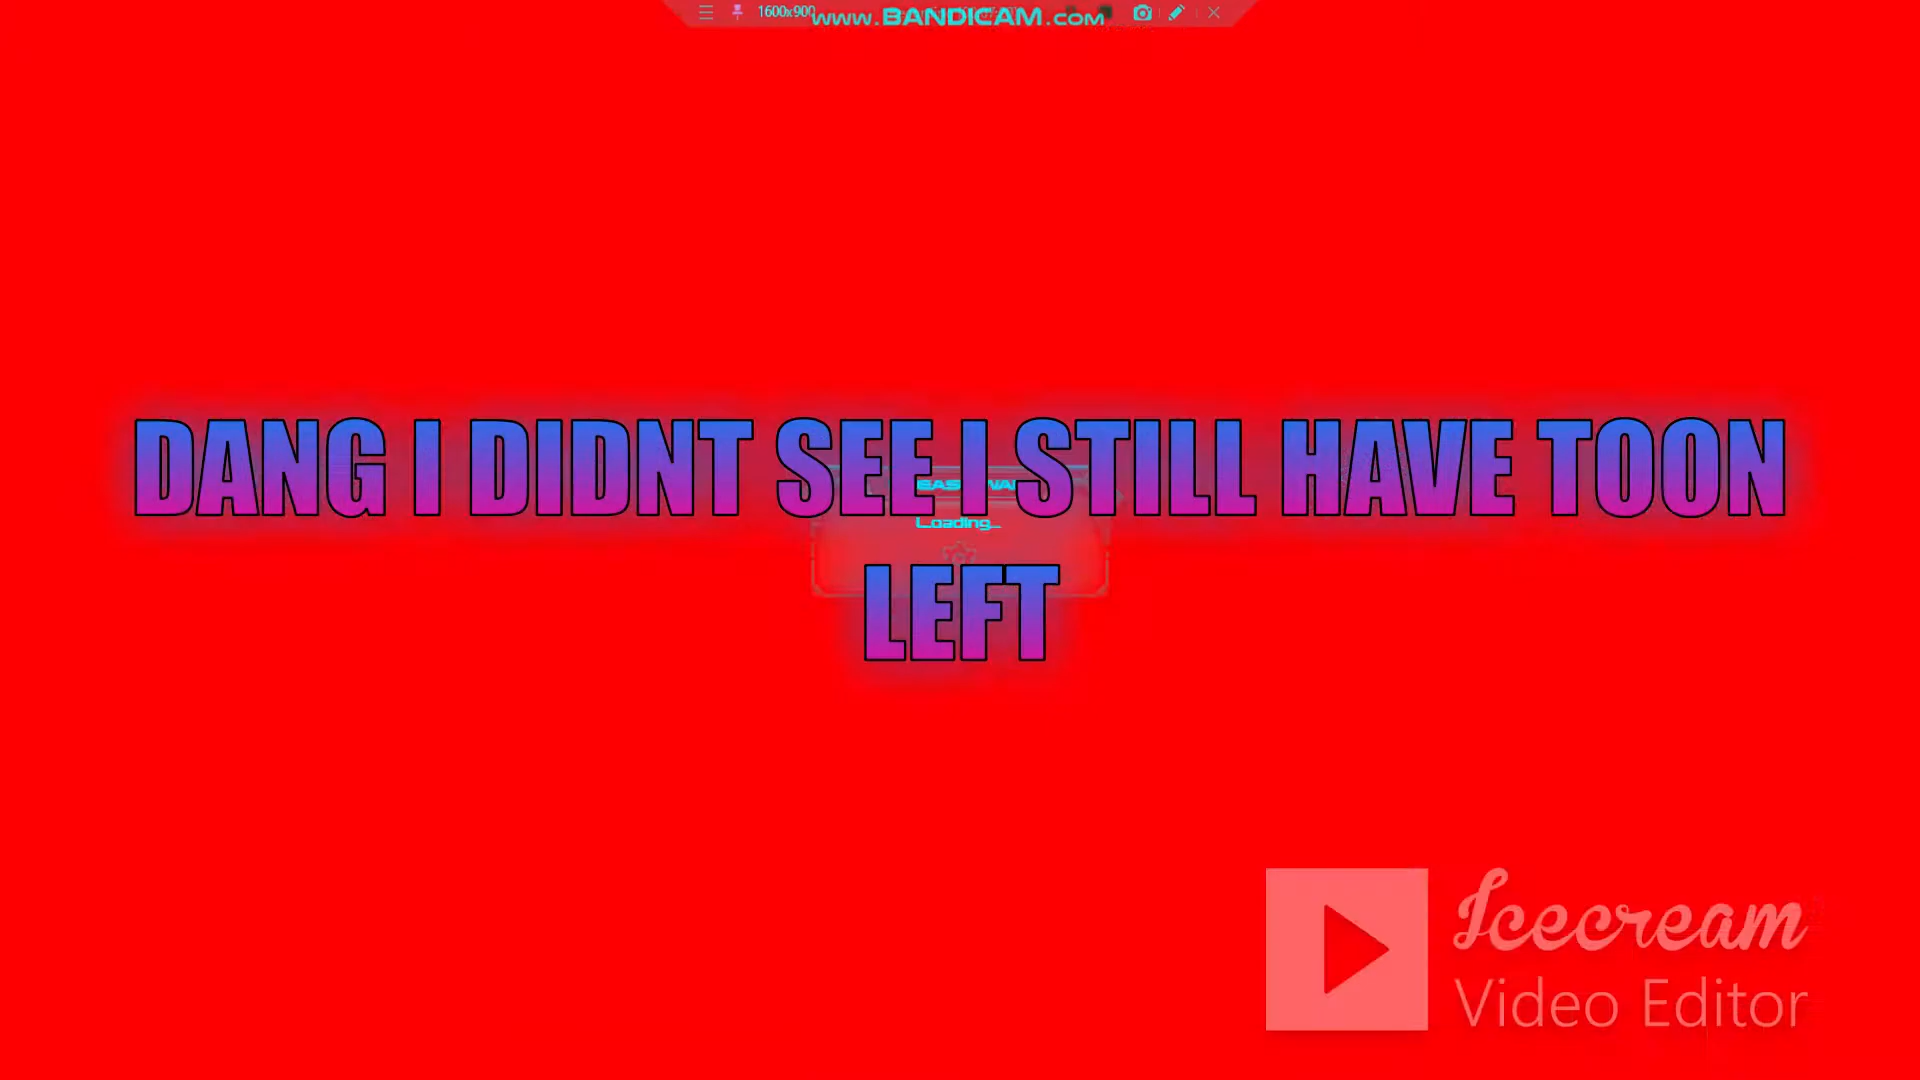 1600x900
www.BANDICAM.com
DANG I DIDNT SEE I STILL HAVE TOON
Loading...
LEFT
Icecream
Video Editor